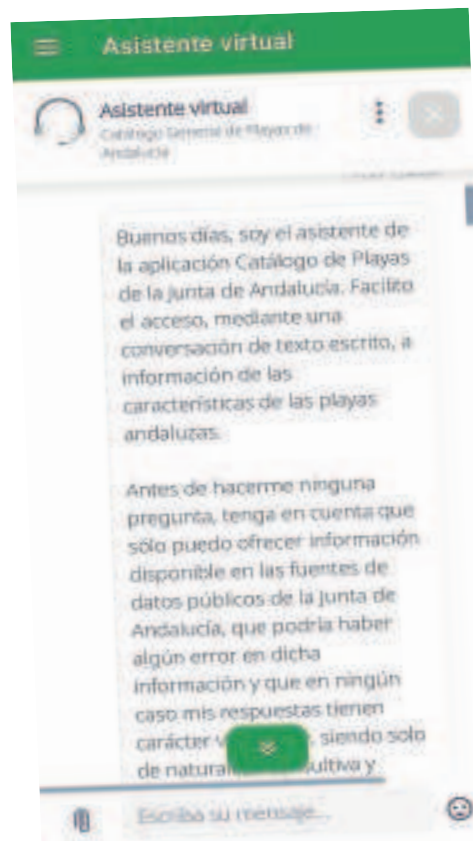 Asistente virtual
Asistente virtual
Catálogo General de Playas de
Andalucía
Buenos días, soy el asistente de
la aplicación Catálogo de Playas
de la Junta de Andalucía. Facilito
el acceso, mediante una
conversación de texto escrito, a
información de las
características de las playas
andaluzas.
Antes de hacerme ninguna
pregunta, tenga en cuenta que
sólo puedo ofrecer información
disponible en las fuentes de
datos públicos de la Junta de
Andalucía, que podría haber
algún error en dicha
información y que en ningún
caso mis respuestas tienen
carácter v , siendo solo
de natural ultiva y
Escriba su mensaje...